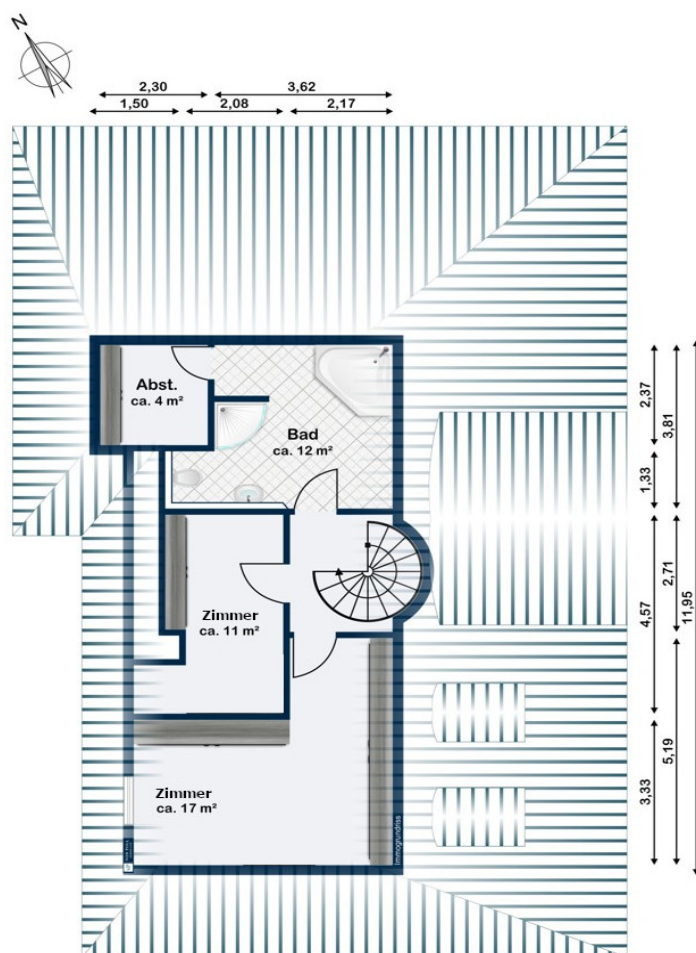 N
2,30
3,62
1,50
2,08
2,17
Abst.
ca. 4 m²
Bad
ca. 12 m²
Zimmer
ca. 11 m²
Zimmer
ca. 17 m²
2,37
3,81
1,33
2,71
4,57
11,95
5,19
3,33
Immogrundriss